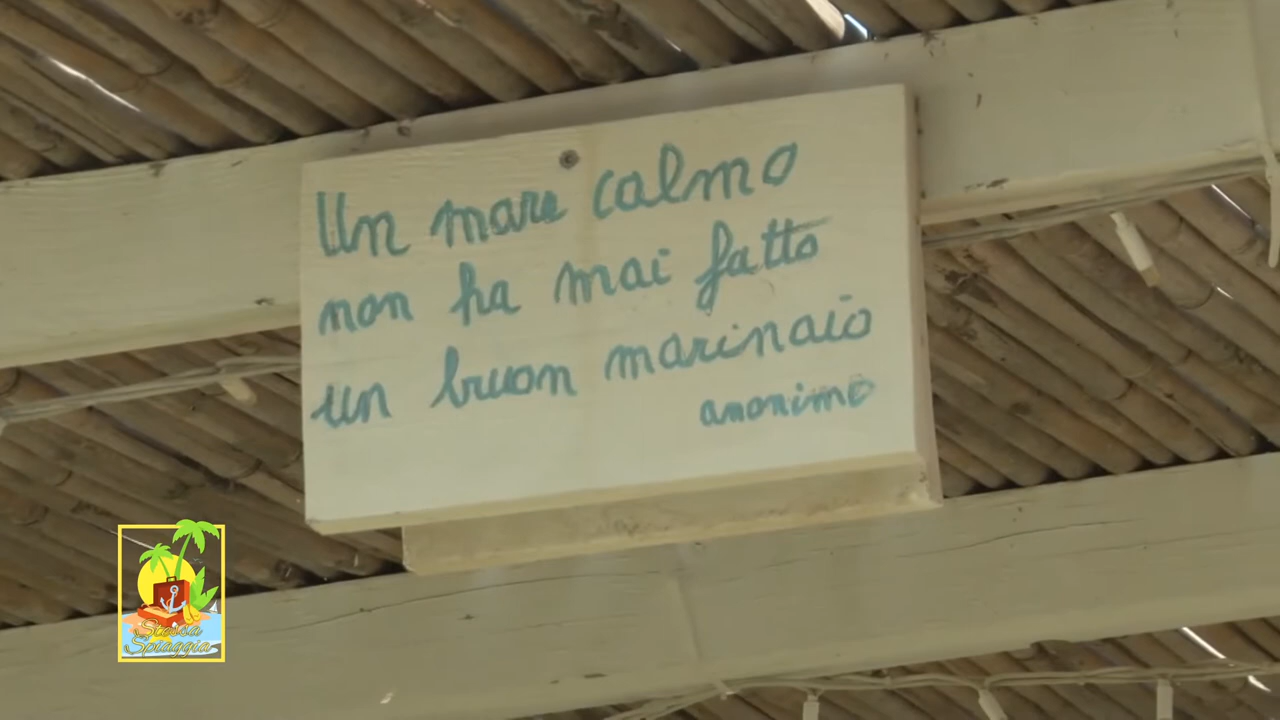 Un mare calmo
non ha mai fatto
un buon marinaio
anonimo
Stessa
Spiaggia